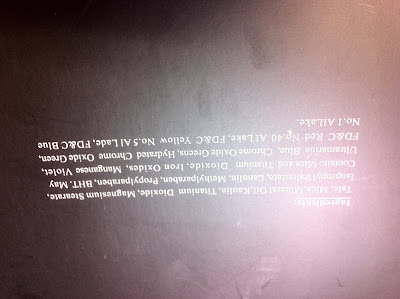 Ingredients:
Talc, Mica, Mineral Oil, Kaolin, Titanium Dioxide, Magnesium Stearate,
Isopropyl Palmitate, Lanolin, Methylparaben, Propylparaben, BHT. May
Contain: Mica and Titanium Dioxide, Iron Oxides, Manganese Violet,
Ultramarine Blue, Chrome Oxide Greens, Hydrated Chrome Oxide Green,
FD&C Red No 40 Al Lake, FD&C Yellow No.5 Al Lade, FD&C Blue
No. 1 Al Lake.